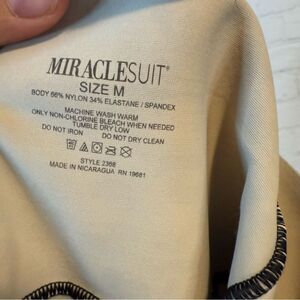 MIRACLESUIT®
SIZE M
BODY 66% NYLON 34% ELASTANE / SPANDEX
MACHINE WASH WARM
ONLY NON-CHLORINE BLEACH WHEN NEEDED
TUMBLE DRY LOW
DO NOT IRON DO NOT DRY CLEAN
STYLE 2368
MADE IN NICARAGUA RN 19681